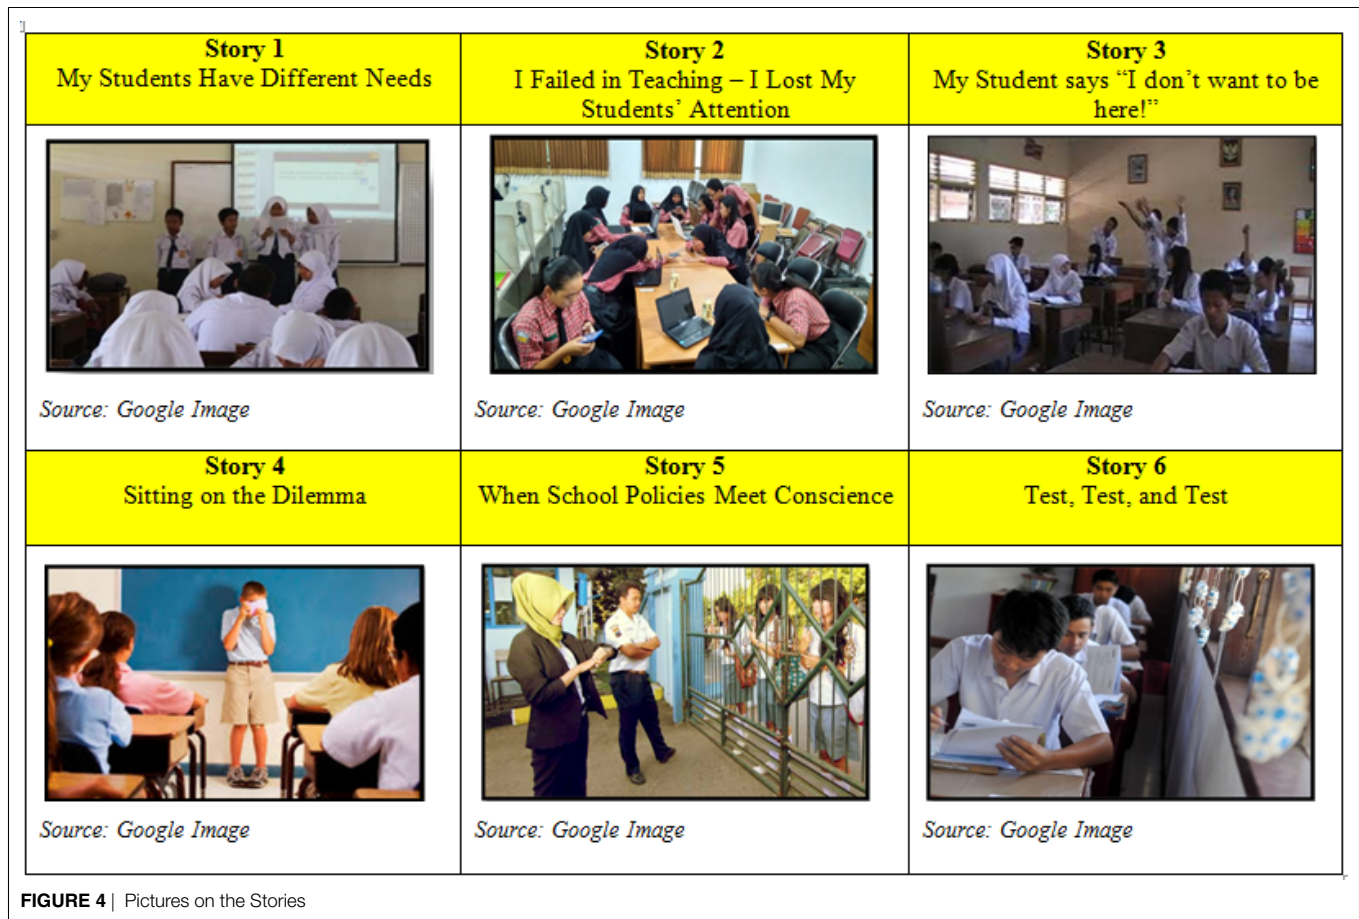 Story 1
My Students Have Different Needs
Story 2
I Failed in Teaching – I Lost My
Students’ Attention
Story 3
My Student says “I don’t want to be
here!”
Source: Google Image
Source: Google Image
Source: Google Image
Story 4
Sitting on the Dilemma
Story 5
When School Policies Meet Conscience
Story 6
Test, Test, and Test
Source: Google Image
Source: Google Image
Source: Google Image
FIGURE 4 | Pictures on the Stories